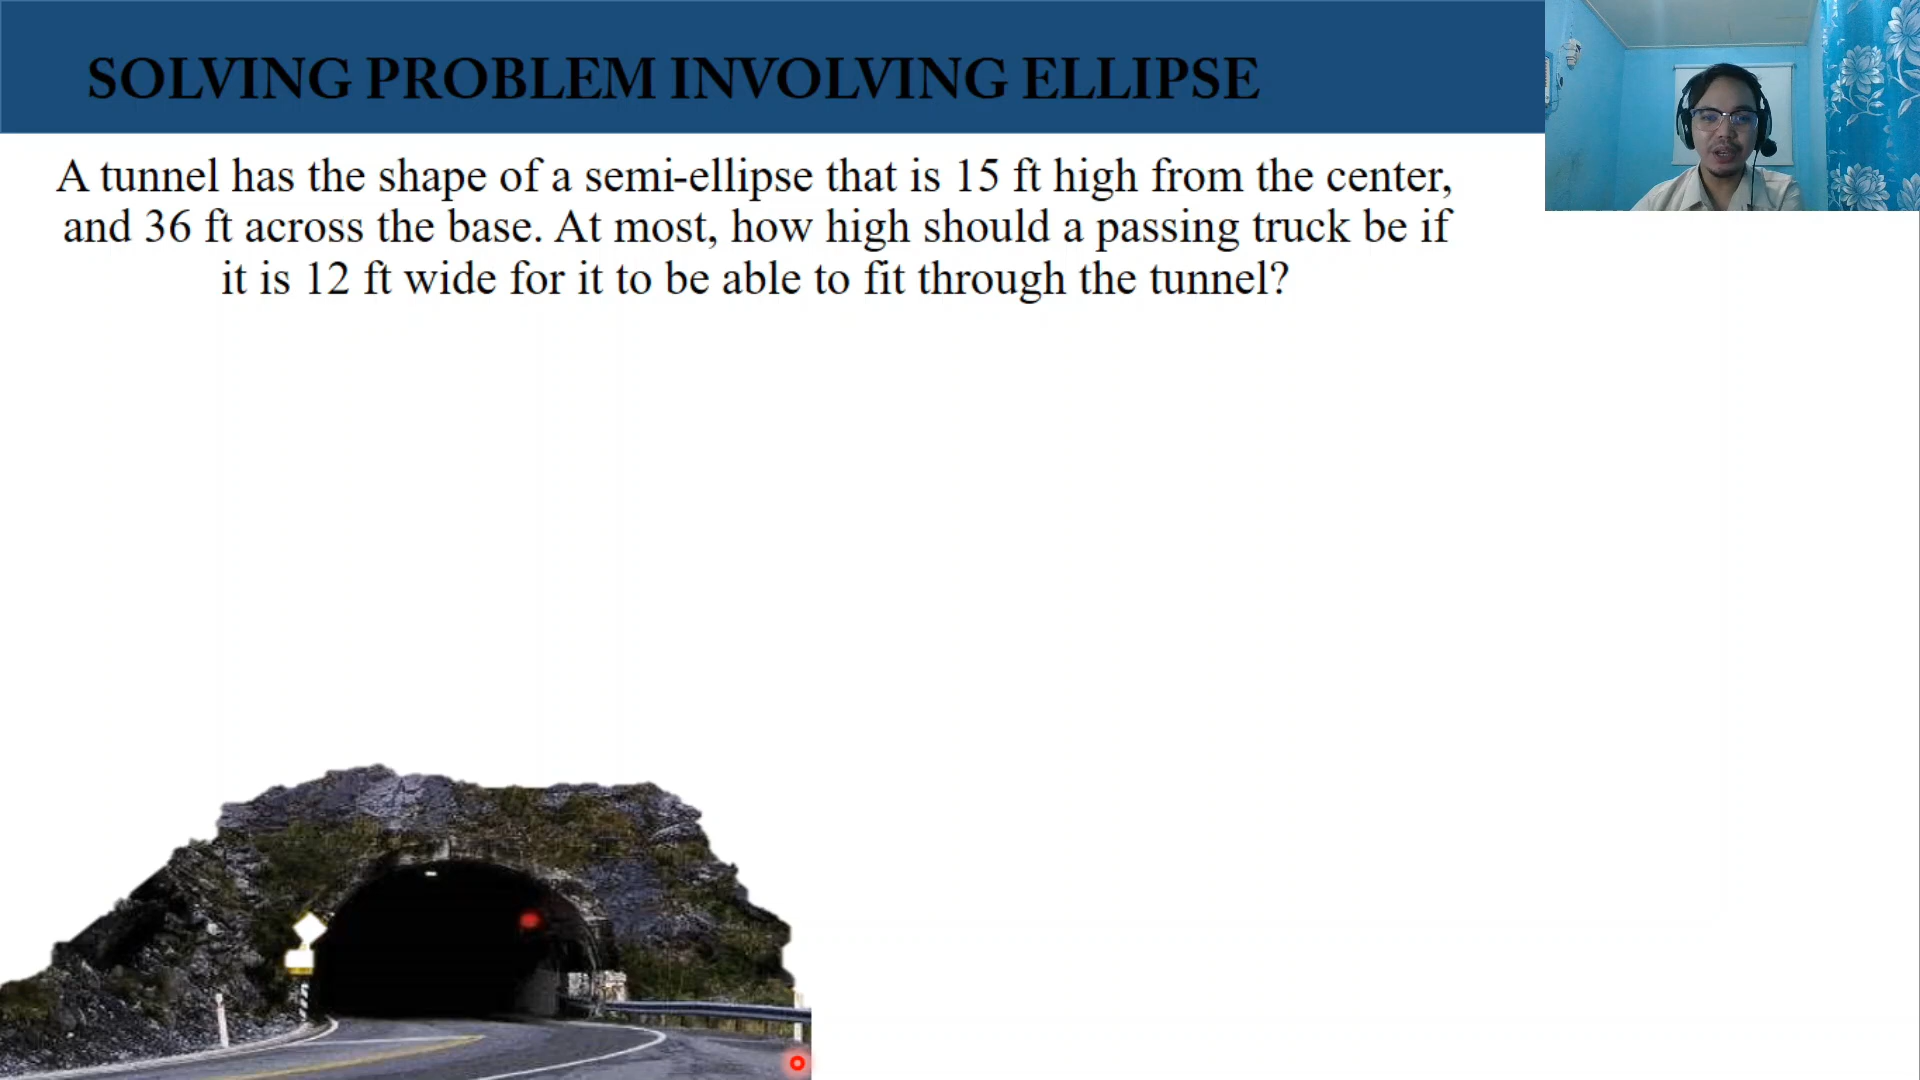 SOLVING PROBLEM INVOLVING ELLIPSE
A tunnel has the shape of a semi-ellipse that is 15 ft high from the center,
and 36 ft across the base. At most, how high should a passing truck be if
it is 12 ft wide for it to be able to fit through the tunnel?